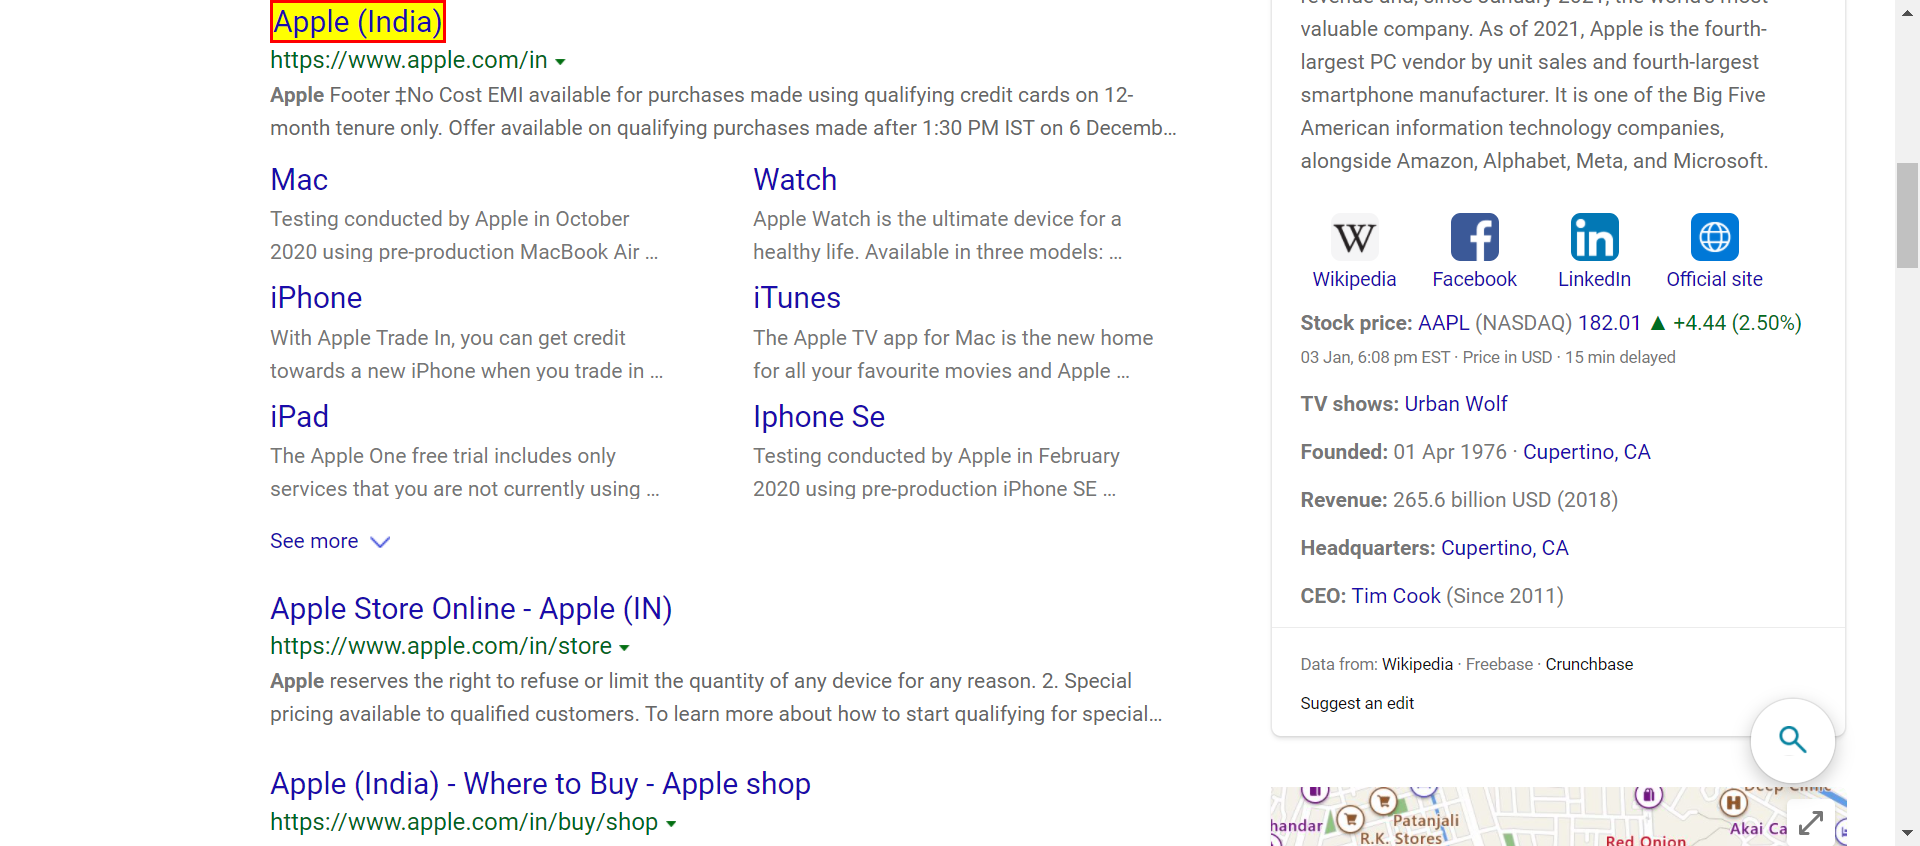 Apple (India)
https://www.apple.com/in
Apple Footer ‡No Cost EMI available for purchases made using qualifying credit cards on 12-
month tenure only. Offer available on qualifying purchases made after 1:30 PM IST on 6 Decemb...
Mac
Testing conducted by Apple in October
2020 using pre-production MacBook Air ...
Watch
Apple Watch is the ultimate device for a
healthy life. Available in three models: ...
iPhone
With Apple Trade In, you can get credit
towards a new iPhone when you trade in ...
iTunes
The Apple TV app for Mac is the new home
for all your favourite movies and Apple ...
iPad
The Apple One free trial includes only
services that you are not currently using ...
Iphone Se
Testing conducted by Apple in February
2020 using pre-production iPhone SE ...
See more
Apple Store Online - Apple (IN)
https://www.apple.com/in/store
Apple reserves the right to refuse or limit the quantity of any device for any reason. 2. Special
pricing available to qualified customers. To learn more about how to start qualifying for special...
Apple (India) - Where to Buy - Apple shop
https://www.apple.com/in/buy/shop
revenue and, since January 2021, the world's most
valuable company. As of 2021, Apple is the fourth-
largest PC vendor by unit sales and fourth-largest
smartphone manufacturer. It is one of the Big Five
American information technology companies,
alongside Amazon, Alphabet, Meta, and Microsoft.
W
f
in
Wikipedia
Facebook
LinkedIn
Official site
Stock price: AAPL (NASDAQ) 182.01 ▲ +4.44 (2.50%)
03 Jan, 6:08 pm EST · Price in USD · 15 min delayed
TV shows: Urban Wolf
Founded: 01 Apr 1976 · Cupertino, CA
Revenue: 265.6 billion USD (2018)
Headquarters: Cupertino, CA
CEO: Tim Cook (Since 2011)
Data from: Wikipedia · Freebase · Crunchbase
Suggest an edit
Deep Clinic
H
handar
Patanjali
R.K. Stores
Akai Ca
Red Onion